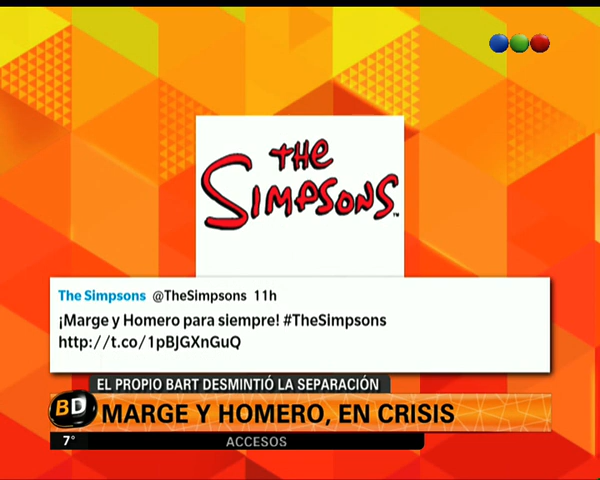 THE
SIMPSONS
TM
The Simpsons @TheSimpsons 11h
¡Marge y Homero para siempre! #TheSimpsons
http://t.co/1pBJGXnGuQ
EL PROPIO BART DESMINTIÓ LA SEPARACIÓN
BD MARGE Y HOMERO, EN CRISIS
7° ACCESOS